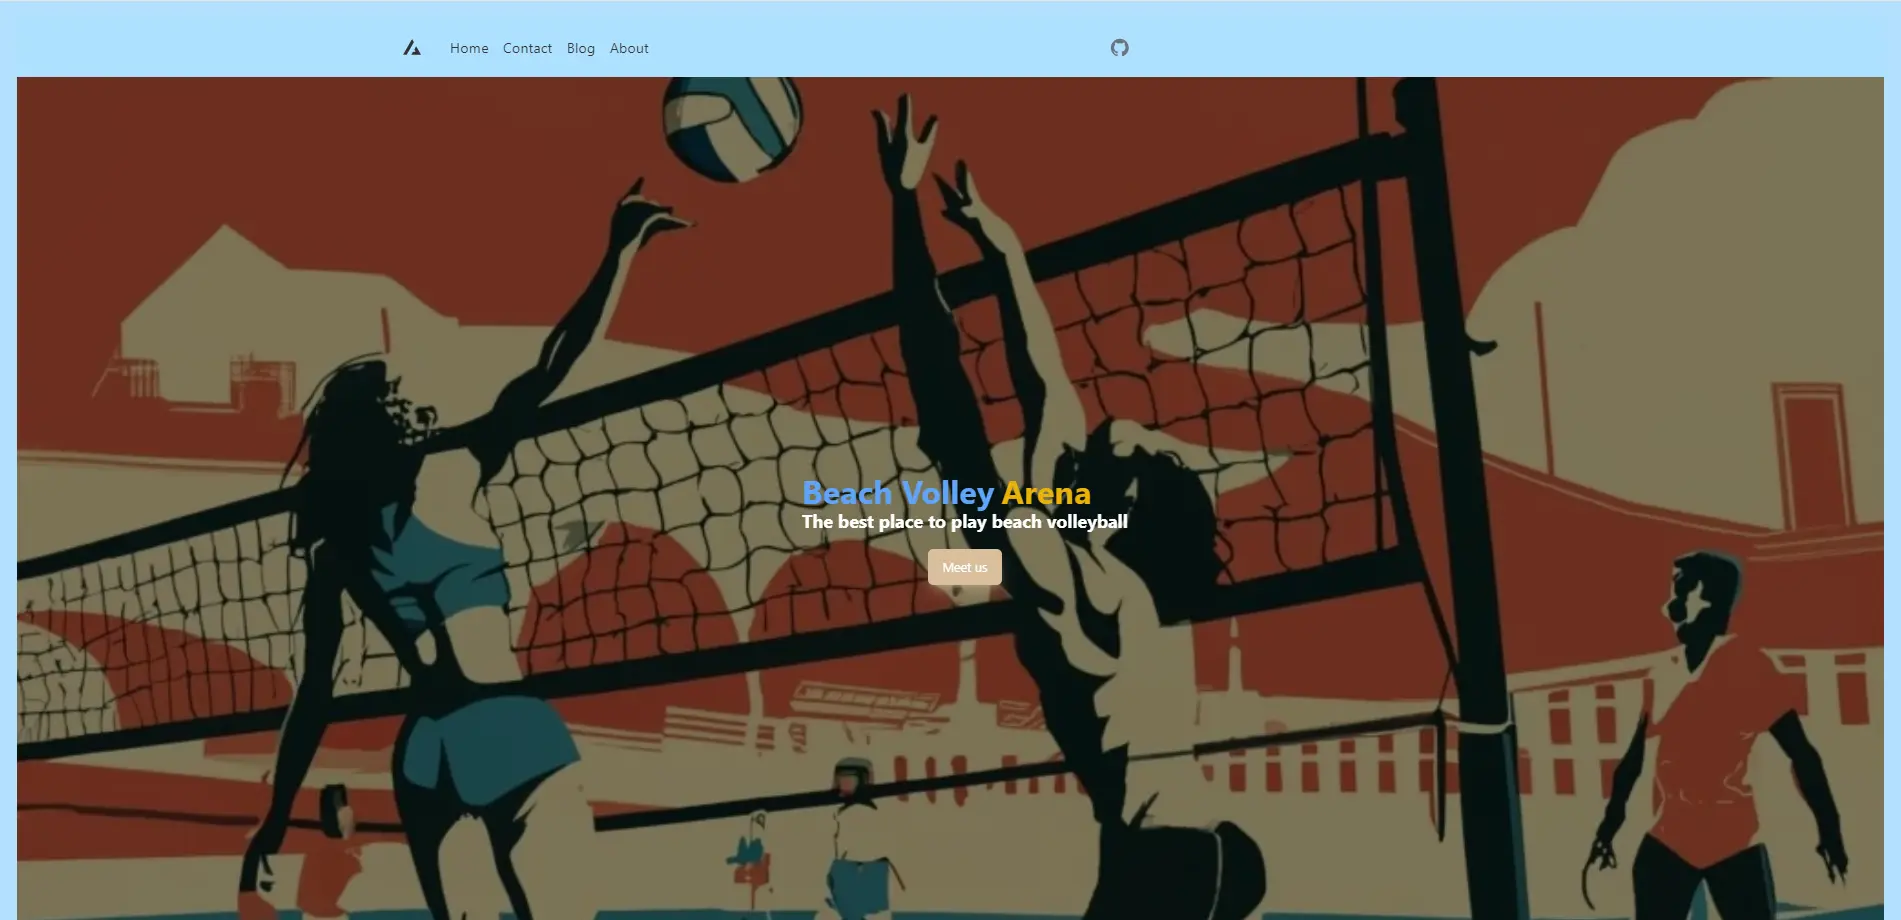 Home Contact Blog About
Beach Volley Arena
The best place to play beach volleyball
Meet us